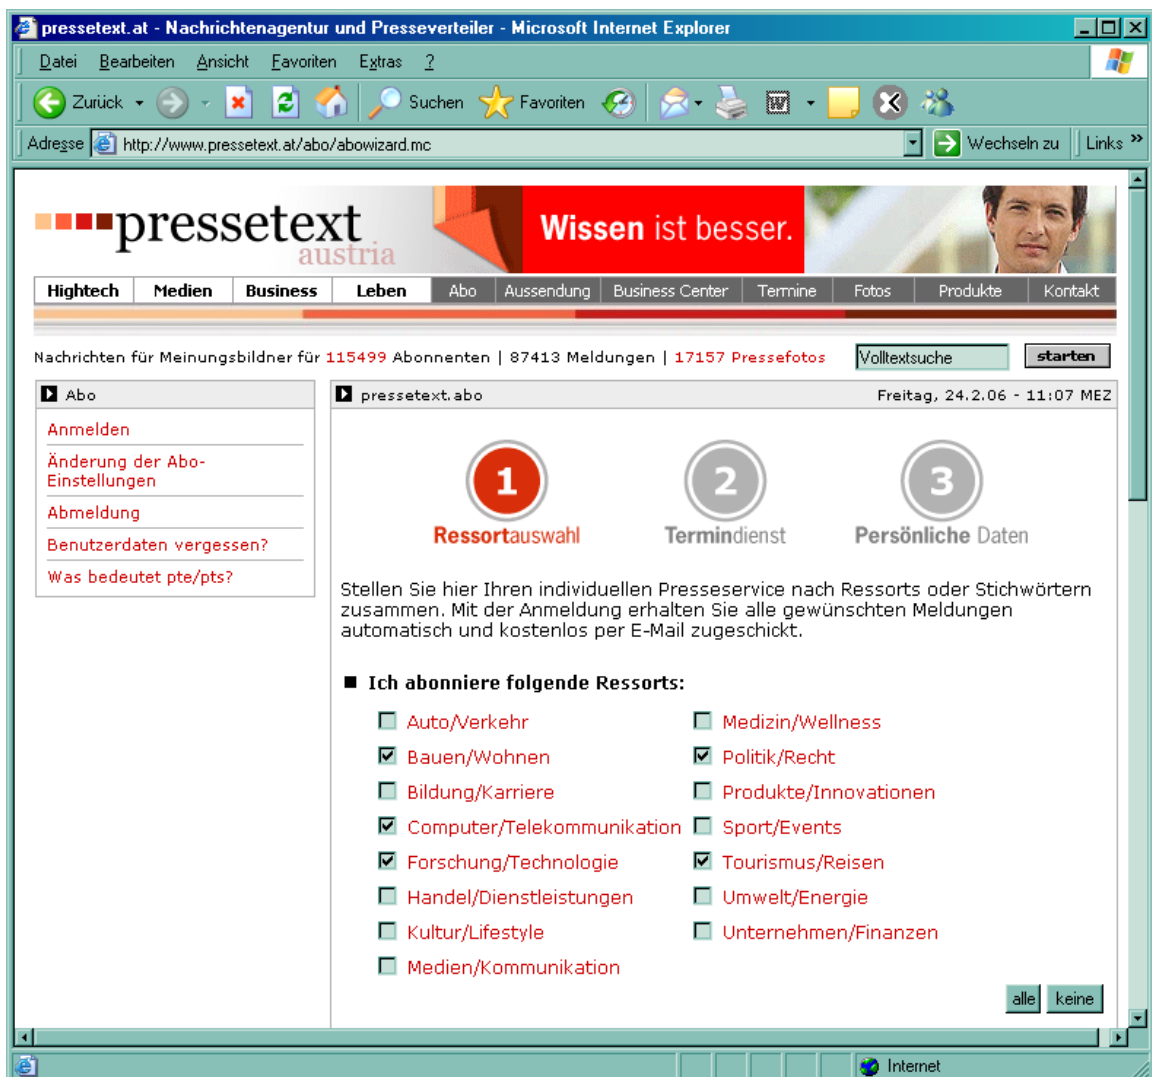 pressetext.at - Nachrichtenagentur und Presseverteiler - Microsoft Internet Explorer
Datei Bearbeiten Ansicht Favoriten Extras ?
Zurück Suchen Favoriten
Adresse http://www.pressetext.at/abo/abowizard.mc Wechseln zu Links »
pressetext
austria
Wissen ist besser.
Hightech Medien Business Leben Abo Aussendung Business Center Termine Fotos Produkte Kontakt
Nachrichten für Meinungsbildner für 115499 Abonnenten | 87413 Meldungen | 17157 Pressefotos Volltextsuche starten
Abo
Anmelden
Änderung der Abo-
Einstellungen
Abmeldung
Benutzerdaten vergessen?
Was bedeutet pte/pts?
pressetext.abo Freitag, 24.2.06 - 11:07 MEZ
1 2 3
Ressortauswahl Termindienst Persönliche Daten
Stellen Sie hier Ihren individuellen Presseservice nach Ressorts oder Stichwörtern
zusammen. Mit der Anmeldung erhalten Sie alle gewünschten Meldungen
automatisch und kostenlos per E-Mail zugeschickt.
Ich abonniere folgende Ressorts:
Auto/Verkehr Medizin/Wellness
Bauen/Wohnen Politik/Recht
Bildung/Karriere Produkte/Innovationen
Computer/Telekommunikation Sport/Events
Forschung/Technologie Tourismus/Reisen
Handel/Dienstleistungen Umwelt/Energie
Kultur/Lifestyle Unternehmen/Finanzen
Medien/Kommunikation
alle keine
Internet